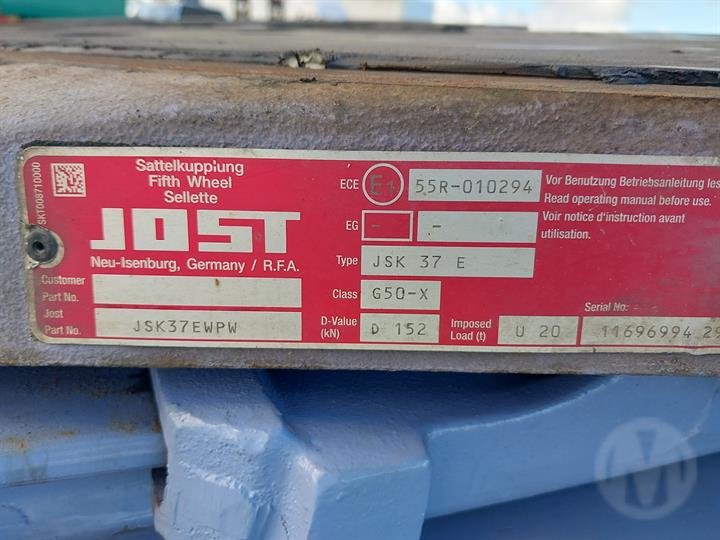 SKT008710000
Sattelkupplung
Fifth Wheel
Sellette
JOST
Neu-Isenburg, Germany / R.F.A.
Customer
Part No.
Jost
Part No. JSK37EWPW
ECE E1 55R-010294
EG - -
Type JSK 37 E
Class G50-X
D-Value
(kN) D 152
Imposed
Load (t) U 20
Vor Benutzung Betriebsanleitung les
Read operating manual before use.
Voir notice d'instruction avant
utilisation.
Serial No.
11696994 29
M